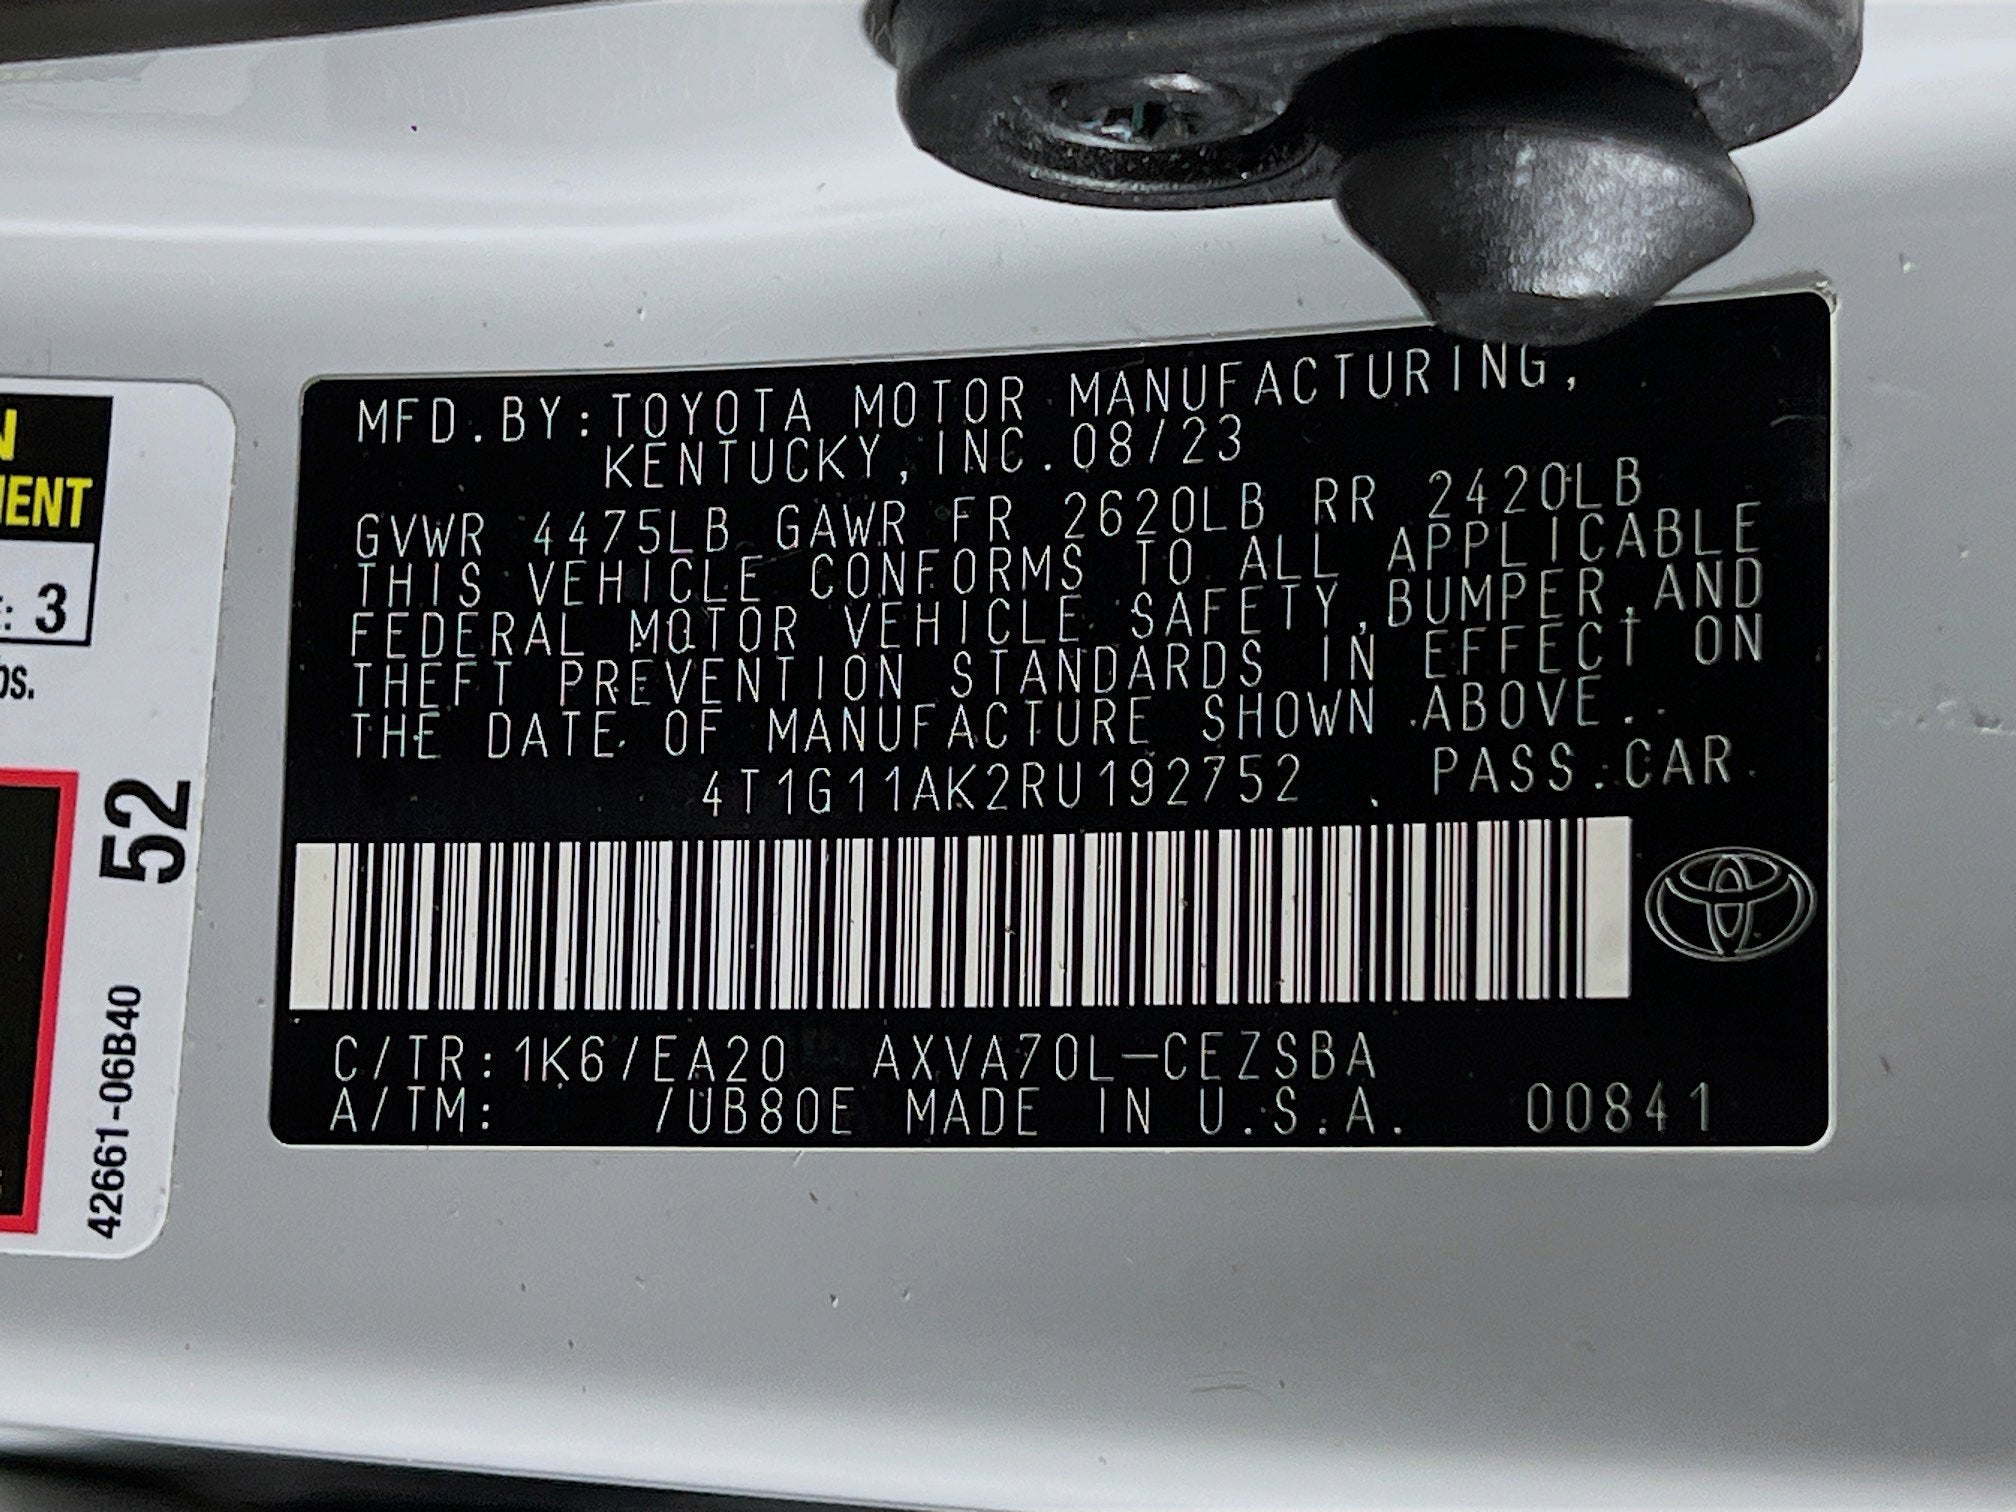 MFD.BY:TOYOTA MOTOR MANUFACTURING,
KENTUCKY,INC.08/23
GVWR 4475LB GAWR FR 2620LB RR 2420LB
THIS VEHICLE CONFORMS TO ALL APPLICABLE
FEDERAL MOTOR VEHICLE SAFETY,BUMPER,AND
THEFT PREVENTION STANDARDS IN EFFECT ON
THE DATE OF MANUFACTURE SHOWN ABOVE.
4T1G11AK2RU192752 PASS.CAR
C/TR:1K6/EA20 AXVA70L-CEZSBA
A/TM: /UB80E MADE IN U.S.A. 00841
N
MENT
: 3
os.
52
42661-06B40